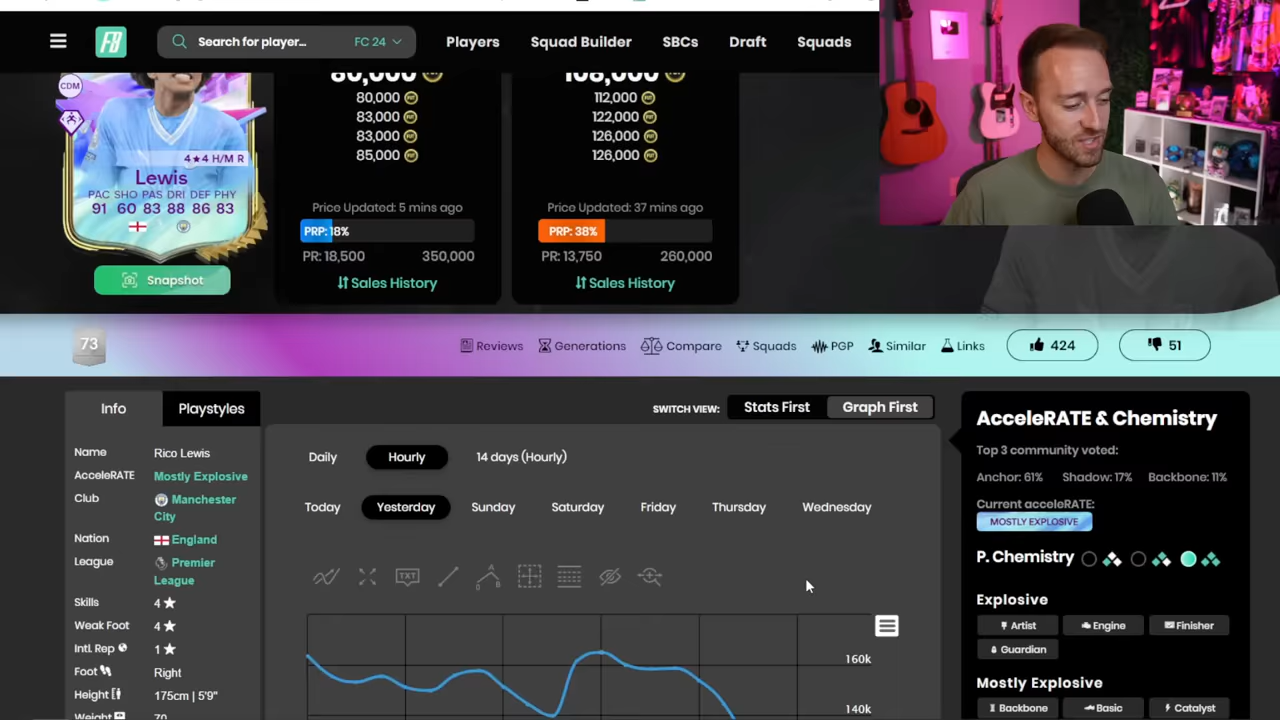 FB
Search for player...
FC 24
Players
Squad Builder
SBCs
Draft
Squads
CDM
4★4 H/M R
Lewis
PAC SHO PAS DRI DEF PHY
91 60 83 88 86 83
Snapshot
80,000
80,000
83,000
83,000
85,000
Price Updated: 5 mins ago
PRP: 18%
PR: 18,500
350,000
Sales History
108,000
112,000
122,000
126,000
126,000
Price Updated: 37 mins ago
PRP: 38%
PR: 13,750
260,000
Sales History
73
Reviews
Generations
Compare
Squads
PGP
Similar
Links
424
51
Info
Playstyles
Name
Rico Lewis
AcceleRATE
Mostly Explosive
Club
Manchester
City
Nation
England
League
Premier
League
Skills
4★
Weak Foot
4★
Intl. Rep
1★
Foot
Right
Height
175cm | 5'9"
Weight
70
SWITCH VIEW:
Stats First
Graph First
Daily
Hourly
14 days (Hourly)
Today
Yesterday
Sunday
Saturday
Friday
Thursday
Wednesday
TXT
160k
140k
AcceleRATE & Chemistry
Top 3 community voted:
Anchor: 61%
Shadow: 17%
Backbone: 11%
Current acceleRATE:
MOSTLY EXPLOSIVE
P. Chemistry
Explosive
Artist
Engine
Finisher
Guardian
Mostly Explosive
Backbone
Basic
Catalyst